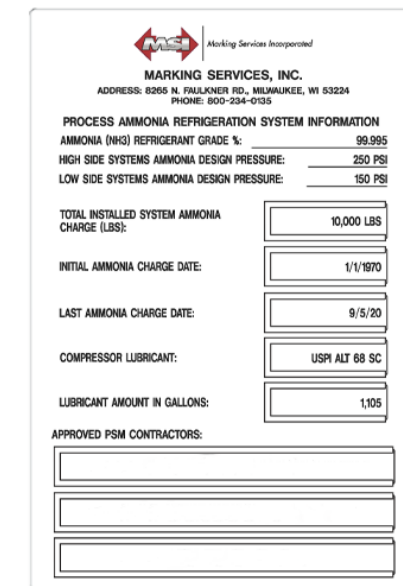 MSI Marking Services Incorporated
MARKING SERVICES, INC.
ADDRESS: 8265 N. FAULKNER RD., MILWAUKEE, WI 53224
PHONE: 800-234-0135
PROCESS AMMONIA REFRIGERATION SYSTEM INFORMATION
AMMONIA (NH3) REFRIGERANT GRADE %: 99.995
HIGH SIDE SYSTEMS AMMONIA DESIGN PRESSURE: 250 PSI
LOW SIDE SYSTEMS AMMONIA DESIGN PRESSURE: 150 PSI
TOTAL INSTALLED SYSTEM AMMONIA
CHARGE (LBS): 10,000 LBS
INITIAL AMMONIA CHARGE DATE: 1/1/1970
LAST AMMONIA CHARGE DATE: 9/5/20
COMPRESSOR LUBRICANT: USPI ALT 68 SC
LUBRICANT AMOUNT IN GALLONS: 1,105
APPROVED PSM CONTRACTORS: